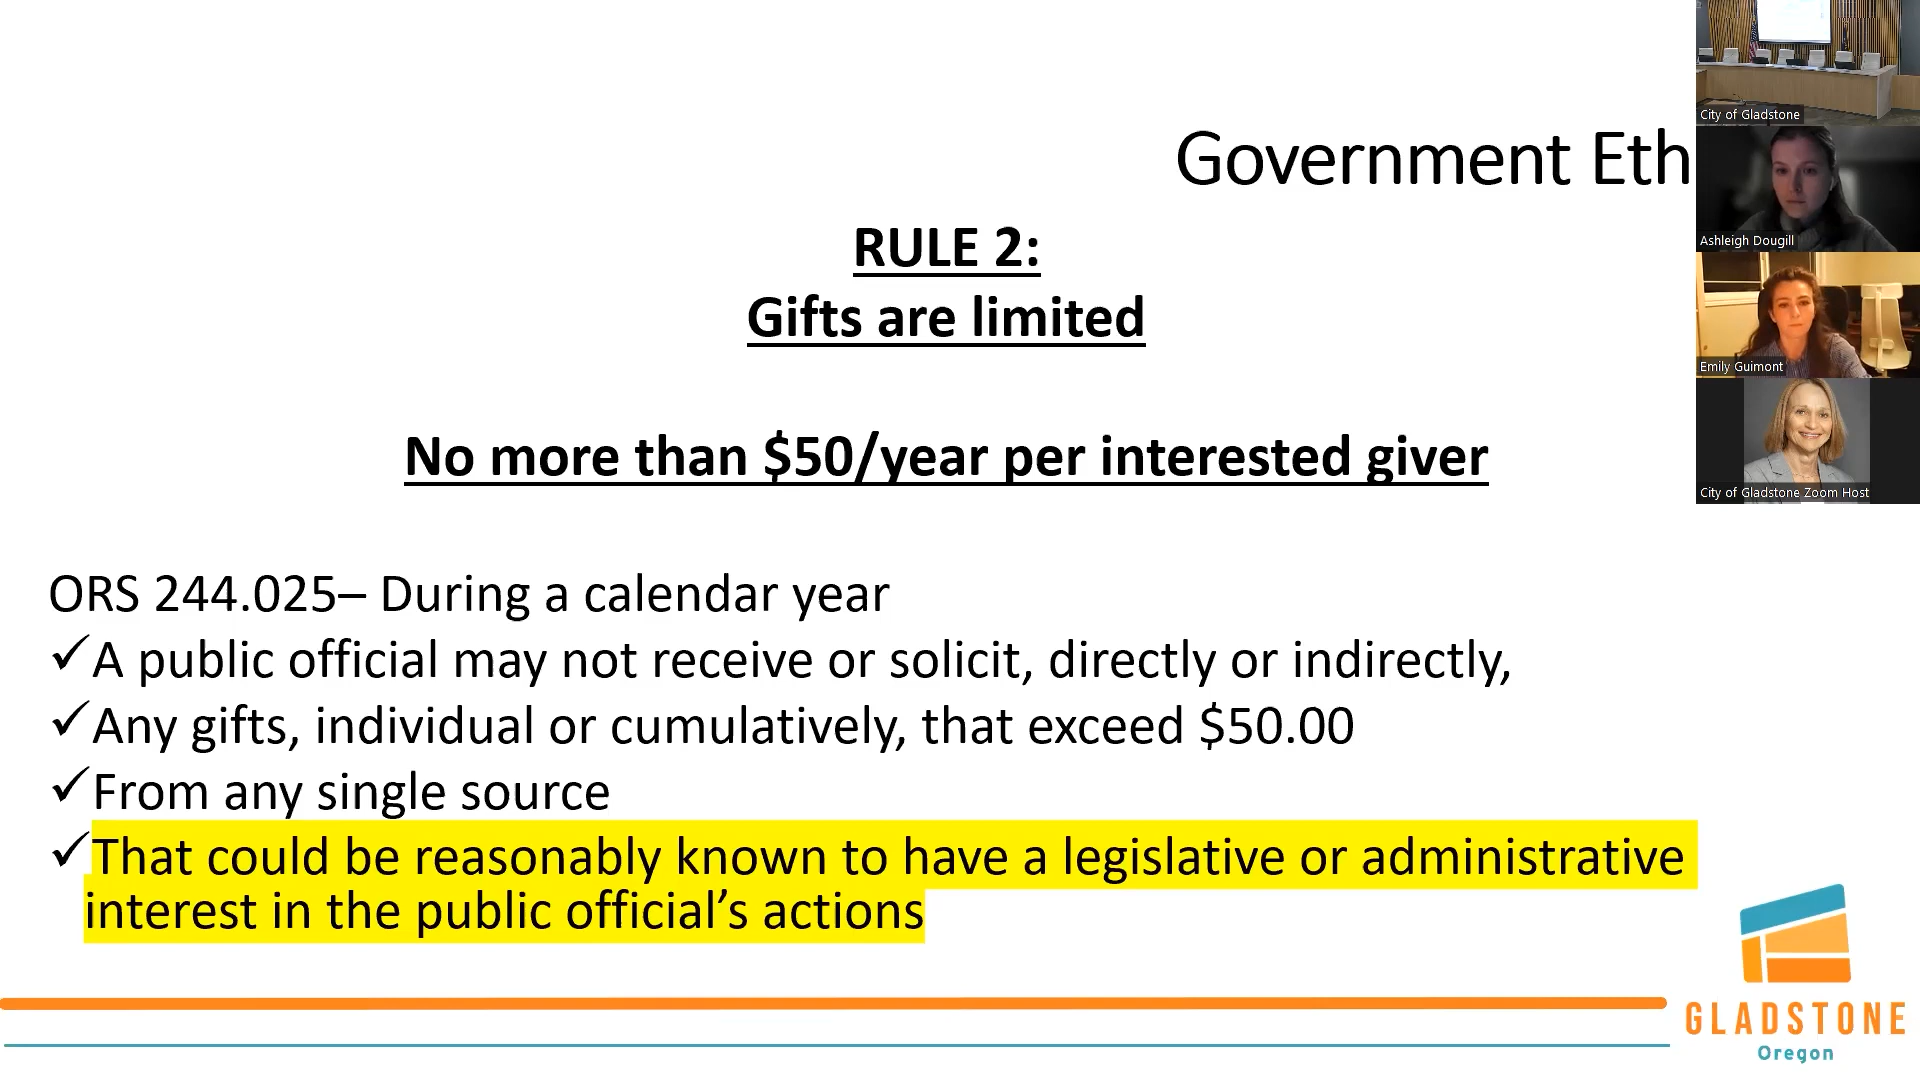 Government Eth
RULE 2:
Gifts are limited
No more than $50/year per interested giver
ORS 244.025– During a calendar year
✓A public official may not receive or solicit, directly or indirectly,
✓Any gifts, individual or cumulatively, that exceed $50.00
✓From any single source
✓That could be reasonably known to have a legislative or administrative
interest in the public official’s actions
City of Gladstone
Ashleigh Dougill
Emily Guimont
City of Gladstone Zoom Host
GLADSTONE
Oregon